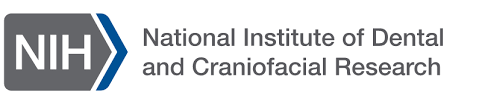 NIH
National Institute of Dental
and Craniofacial Research